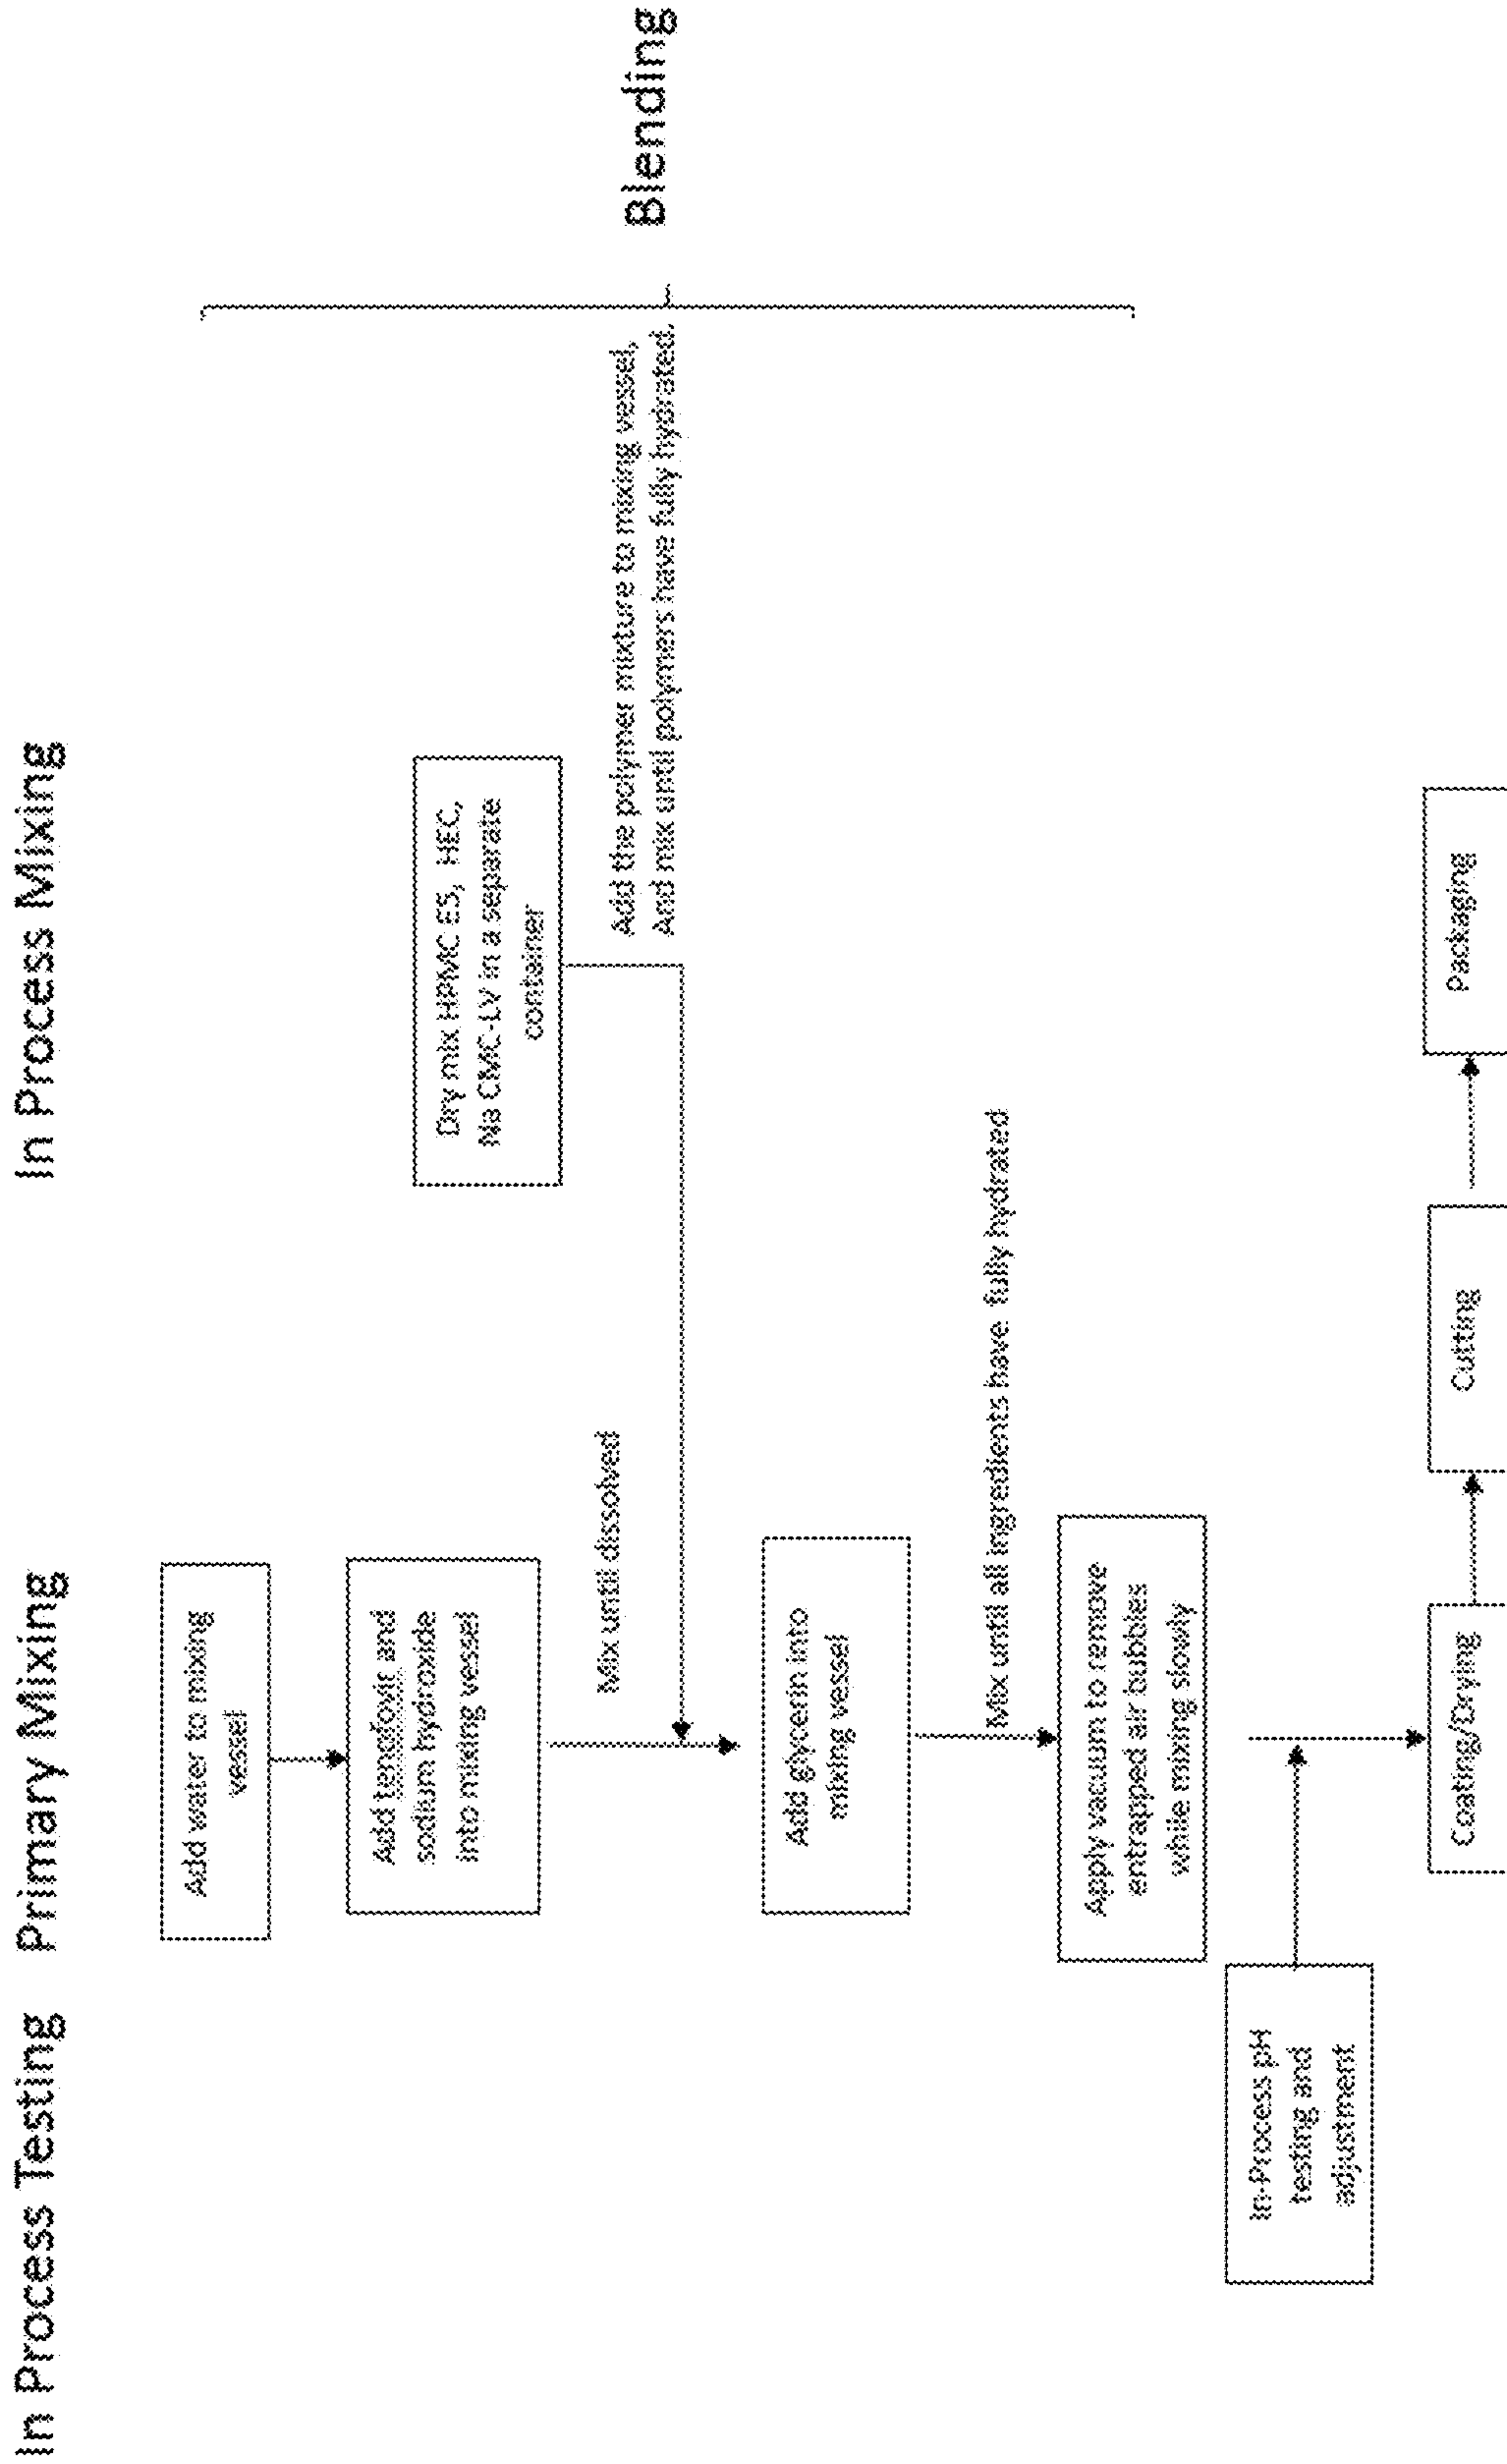 In Process Testing
Primary Mixing
In Process Mixing
Add water to mixing
vessel
Add tenofovir and
sodium hydroxide
into mixing vessel
Mix until dissolved
Dry mix HPMC E5, HEC,
Na CMC-LV in a separate
container
Add the polymer mixture to mixing vessel,
And mix until polymers have fully hydrated.
Blending
Add glycerin into
mixing vessel
Mix until all ingredients have fully hydrated
Apply vacuum to remove
entrapped air bubbles
while mixing slowly
In-Process pH
testing and
adjustment
Coating/Drying
Cutting
Packaging